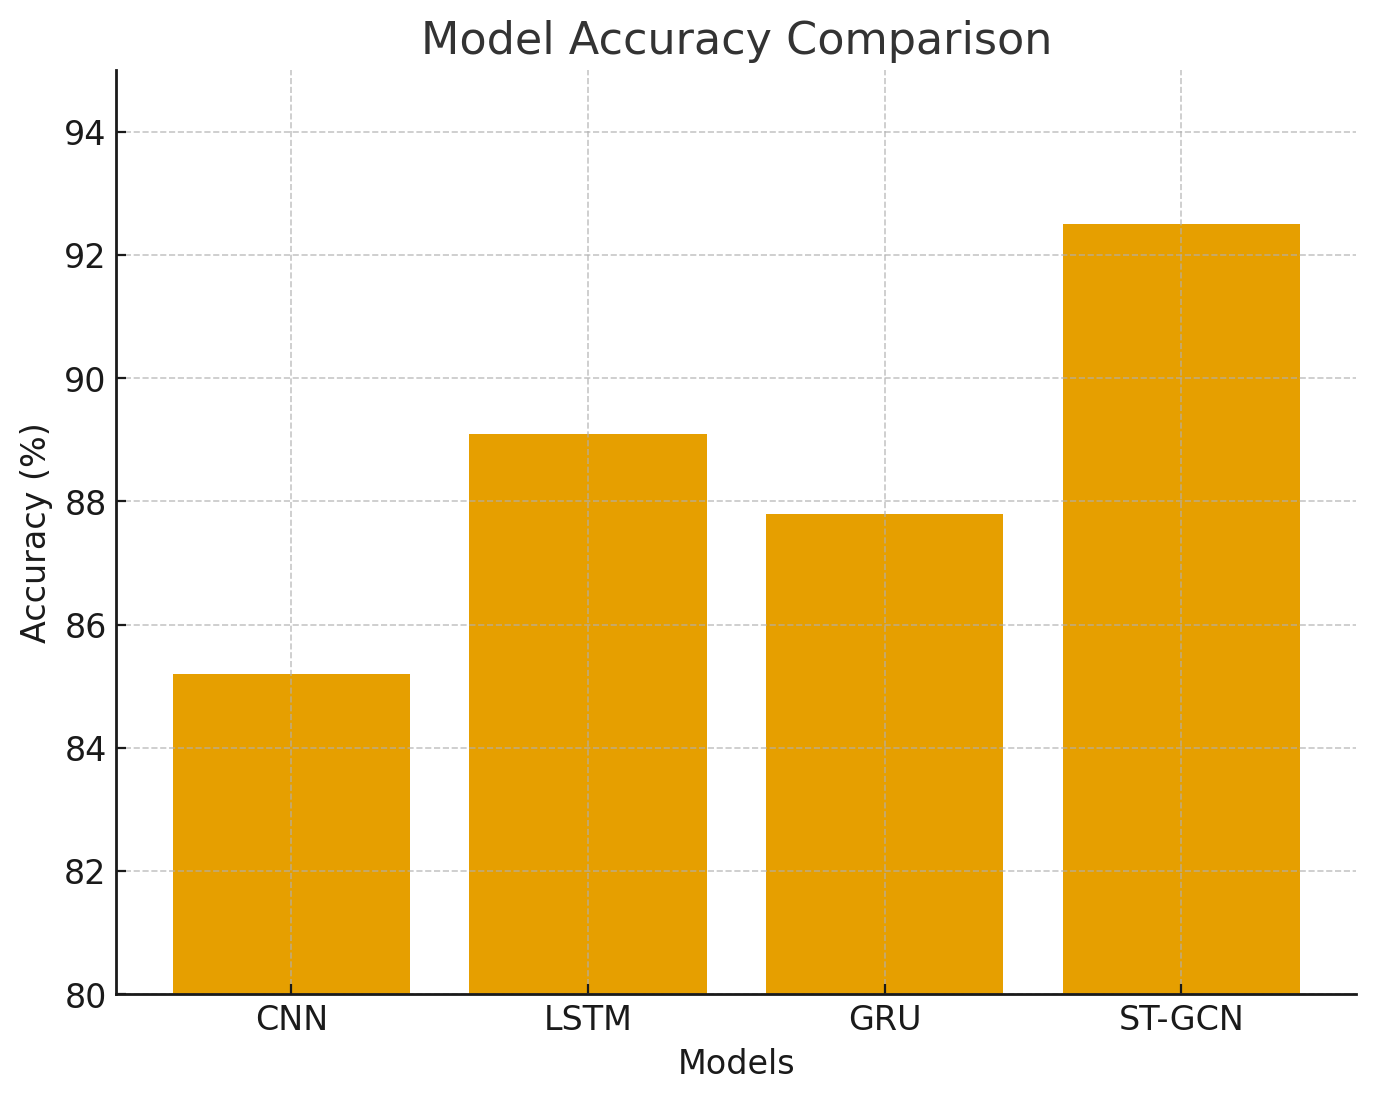 Model Accuracy Comparison
94
92
90
88
86
84
82
80
Accuracy (%)
CNN LSTM GRU ST-GCN
Models